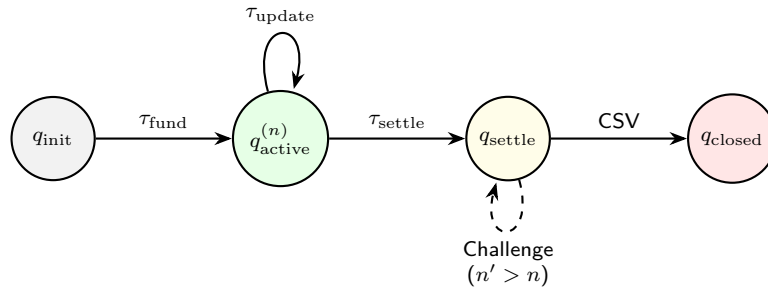 τ_update
q_init
τ_fund
q_active^(n)
τ_settle
q_settle
CSV
q_closed
Challenge
(n′ > n)